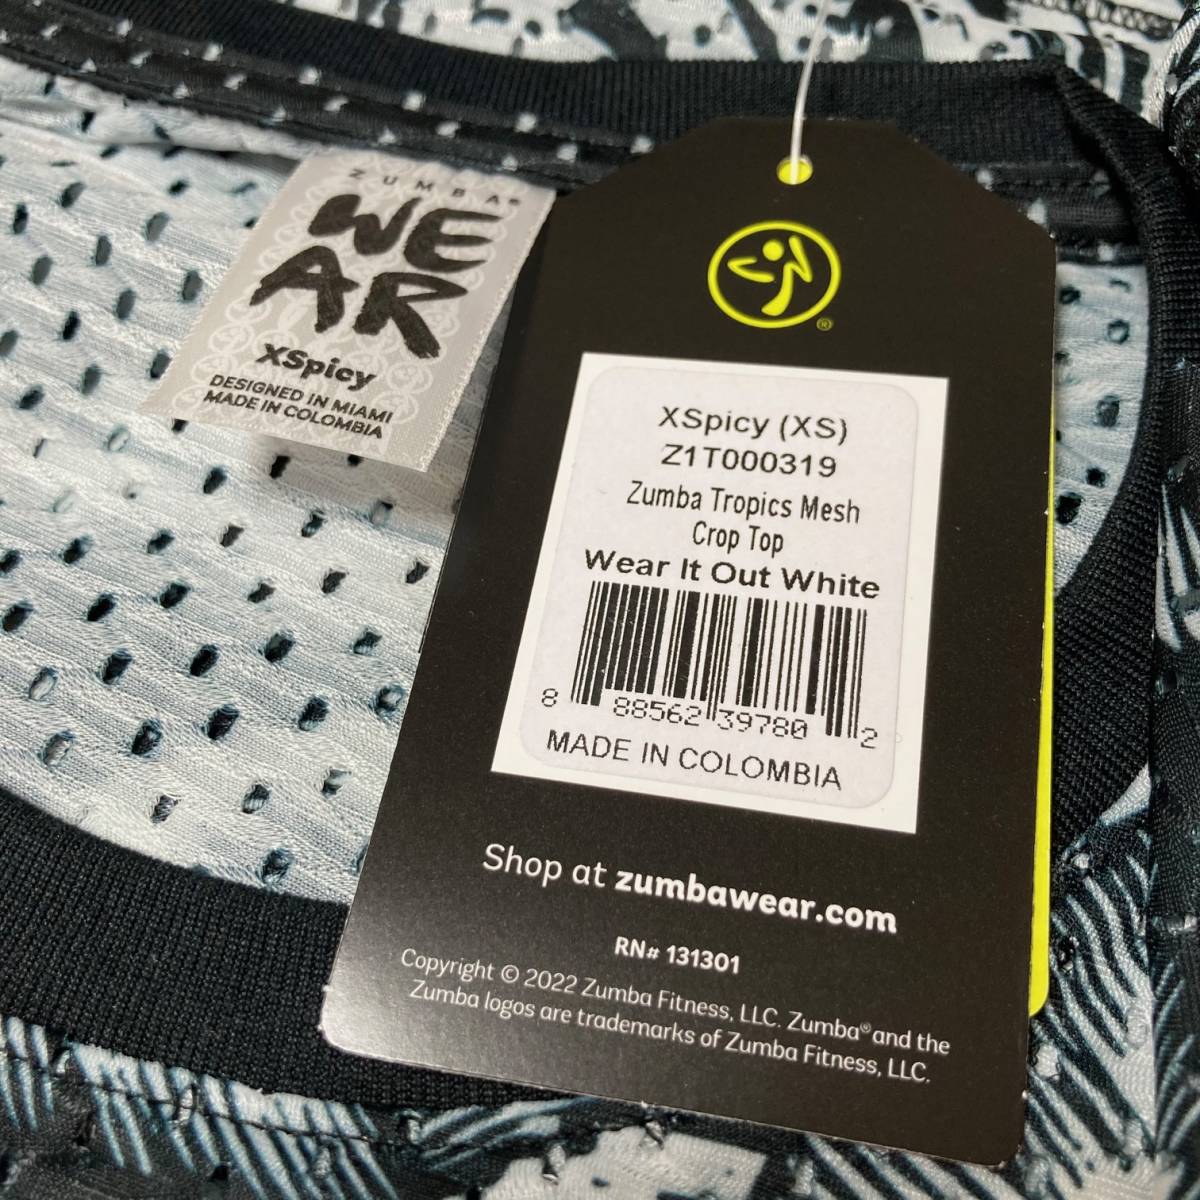 ZUMBA®
WE
AR
XSpicy
DESIGNED IN MIAMI
MADE IN COLOMBIA
®
XSpicy (XS)
Z1T000319
Zumba Tropics Mesh
Crop Top
Wear It Out White
8 88562 39780 2
MADE IN COLOMBIA
Shop at zumbawear.com
RN# 131301
Copyright © 2022 Zumba Fitness, LLC. Zumba® and the
Zumba logos are trademarks of Zumba Fitness, LLC.